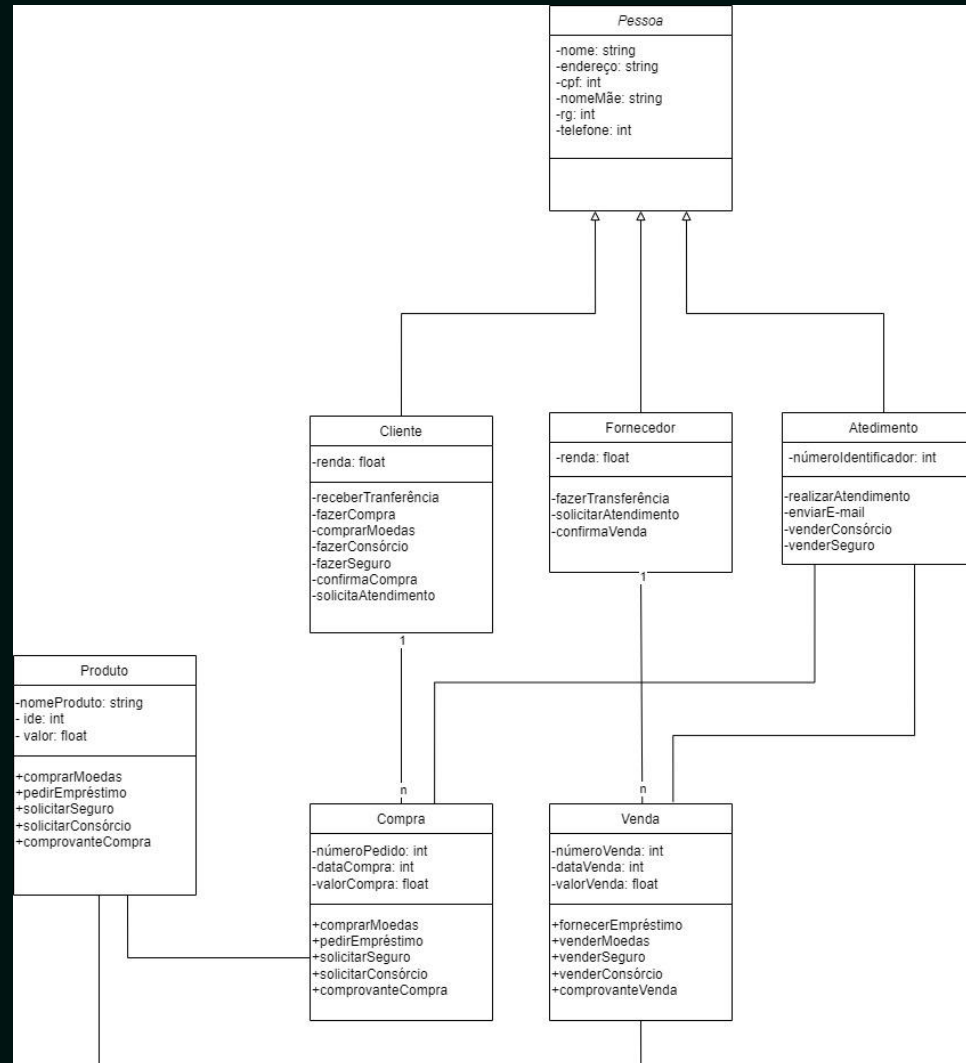 Pessoa
-nome: string
-endereço: string
-cpf: int
-nomeMãe: string
-rg: int
-telefone: int
Cliente
-renda: float
-receberTranferência
-fazerCompra
-comprarMoedas
-fazerConsórcio
-fazerSeguro
-confirmaCompra
-solicitaAtendimento
1
n
Fornecedor
-renda: float
-fazerTransferência
-solicitarAtendimento
-confirmaVenda
1
n
Atedimento
-númeroIdentificador: int
-realizarAtendimento
-enviarE-mail
-venderConsórcio
-venderSeguro
Produto
-nomeProduto: string
- ide: int
- valor: float
+comprarMoedas
+pedirEmpréstimo
+solicitarSeguro
+solicitarConsórcio
+comprovanteCompra
Compra
-númeroPedido: int
-dataCompra: int
-valorCompra: float
+comprarMoedas
+pedirEmpréstimo
+solicitarSeguro
+solicitarConsórcio
+comprovanteCompra
Venda
-númeroVenda: int
-dataVenda: int
-valorVenda: float
+fornecerEmpréstimo
+venderMoedas
+venderSeguro
+venderConsórcio
+comprovanteVenda